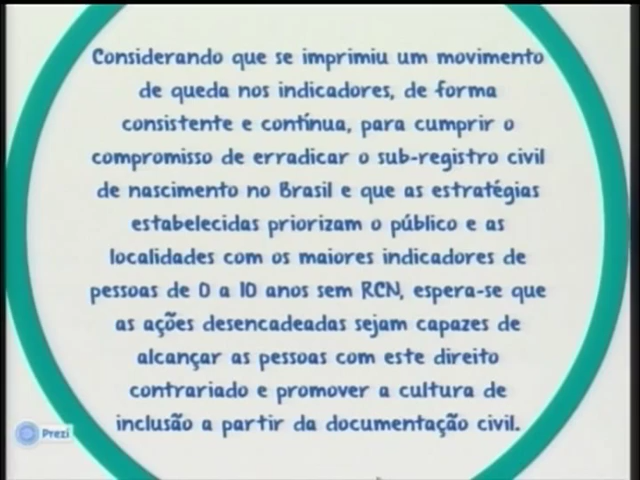 Considerando que se imprimiu um movimento
de queda nos indicadores, de forma
consistente e contínua, para cumprir o
compromisso de erradicar o sub-registro civil
de nascimento no Brasil e que as estratégias
estabelecidas priorizam o público e as
localidades com os maiores indicadores de
pessoas de 0 a 10 anos sem RCN, espera-se que
as ações desencadeadas sejam capazes de
alcançar as pessoas com este direito
contrariado e promover a cultura de
inclusão a partir da documentação civil.
Prezi